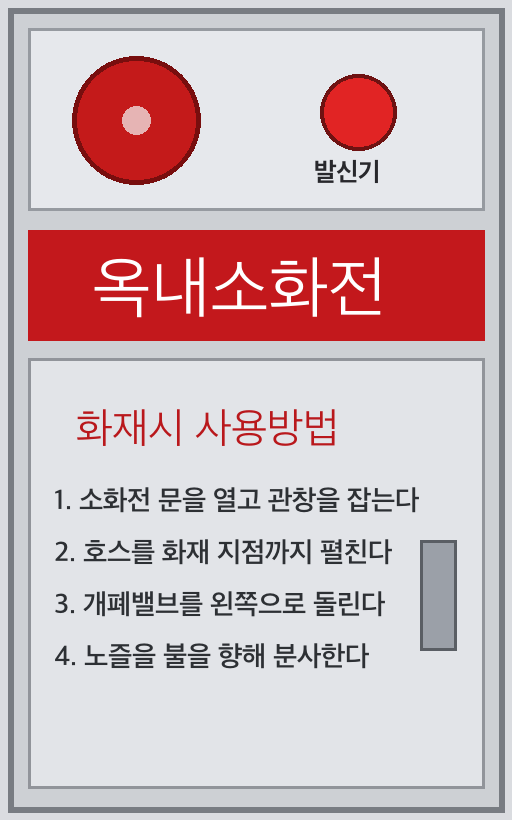 발신기
옥내소화전
화재시 사용방법
1. 소화전 문을 열고 관창을 잡는다
2. 호스를 화재 지점까지 펼친다
3. 개폐밸브를 왼쪽으로 돌린다
4. 노즐을 불을 향해 분사한다